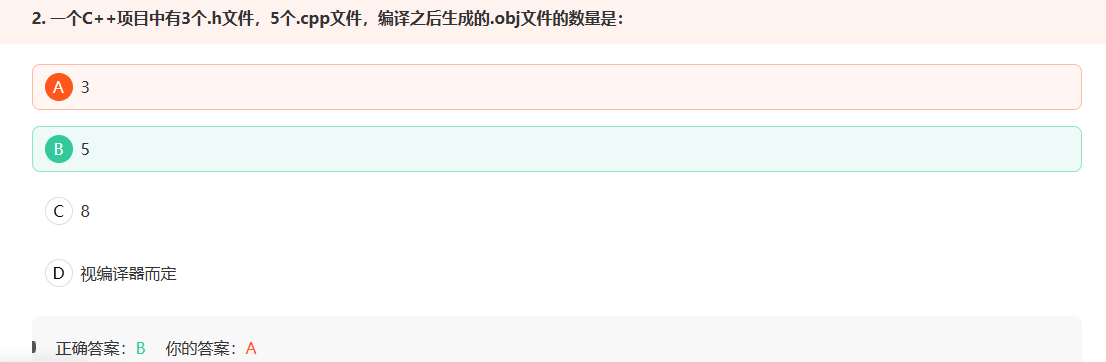 2. 一个C++项目中有3个.h文件，5个.cpp文件，编译之后生成的.obj文件的数量是：
A 3
B 5
C 8
D 视编译器而定
正确答案：B 你的答案：A